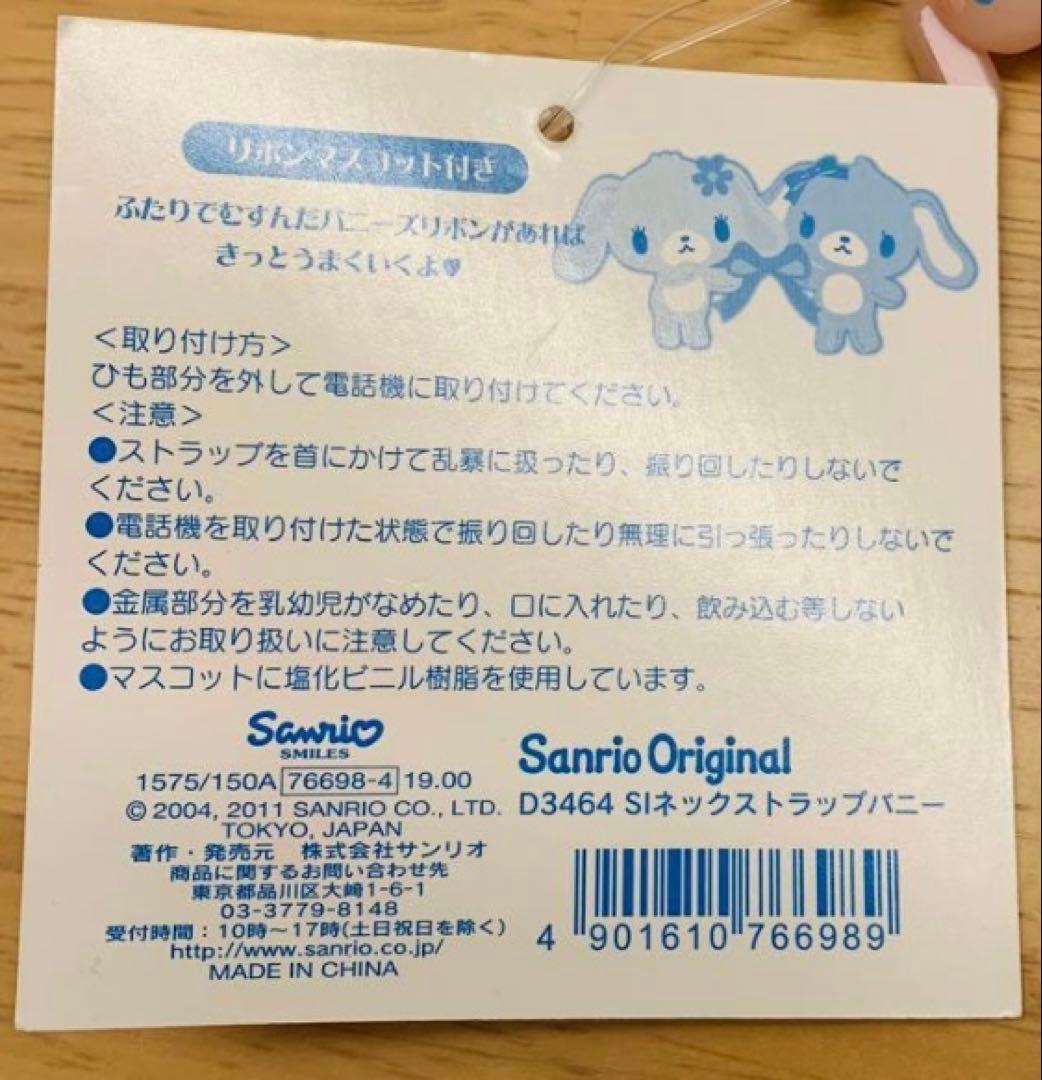 リボンマスコット付き
ふたりでむすんだバニーズリボンがあれば
きっとうまくいくよ♥
＜取り付け方＞
ひも部分を外して電話機に取り付けてください。
＜注意＞
●ストラップを首にかけて乱暴に扱ったり、振り回したりしないで
ください。
●電話機を取り付けた状態で振り回したり無理に引っ張ったりしないで
ください。
●金属部分を乳幼児がなめたり、口に入れたり、飲み込む等しない
ようにお取り扱いに注意してください。
●マスコットに塩化ビニル樹脂を使用しています。
Sanrio
SMILES
1575/150A 76698-4 19.00
© 2004, 2011 SANRIO CO., LTD.
TOKYO, JAPAN
著作・発売元 株式会社サンリオ
商品に関するお問い合わせ先
東京都品川区大崎1-6-1
03-3779-8148
受付時間：10時～17時(土日祝日を除く)
http://www.sanrio.co.jp/
MADE IN CHINA
Sanrio Original
D3464 SIネックストラップバニー
4 901610 766989